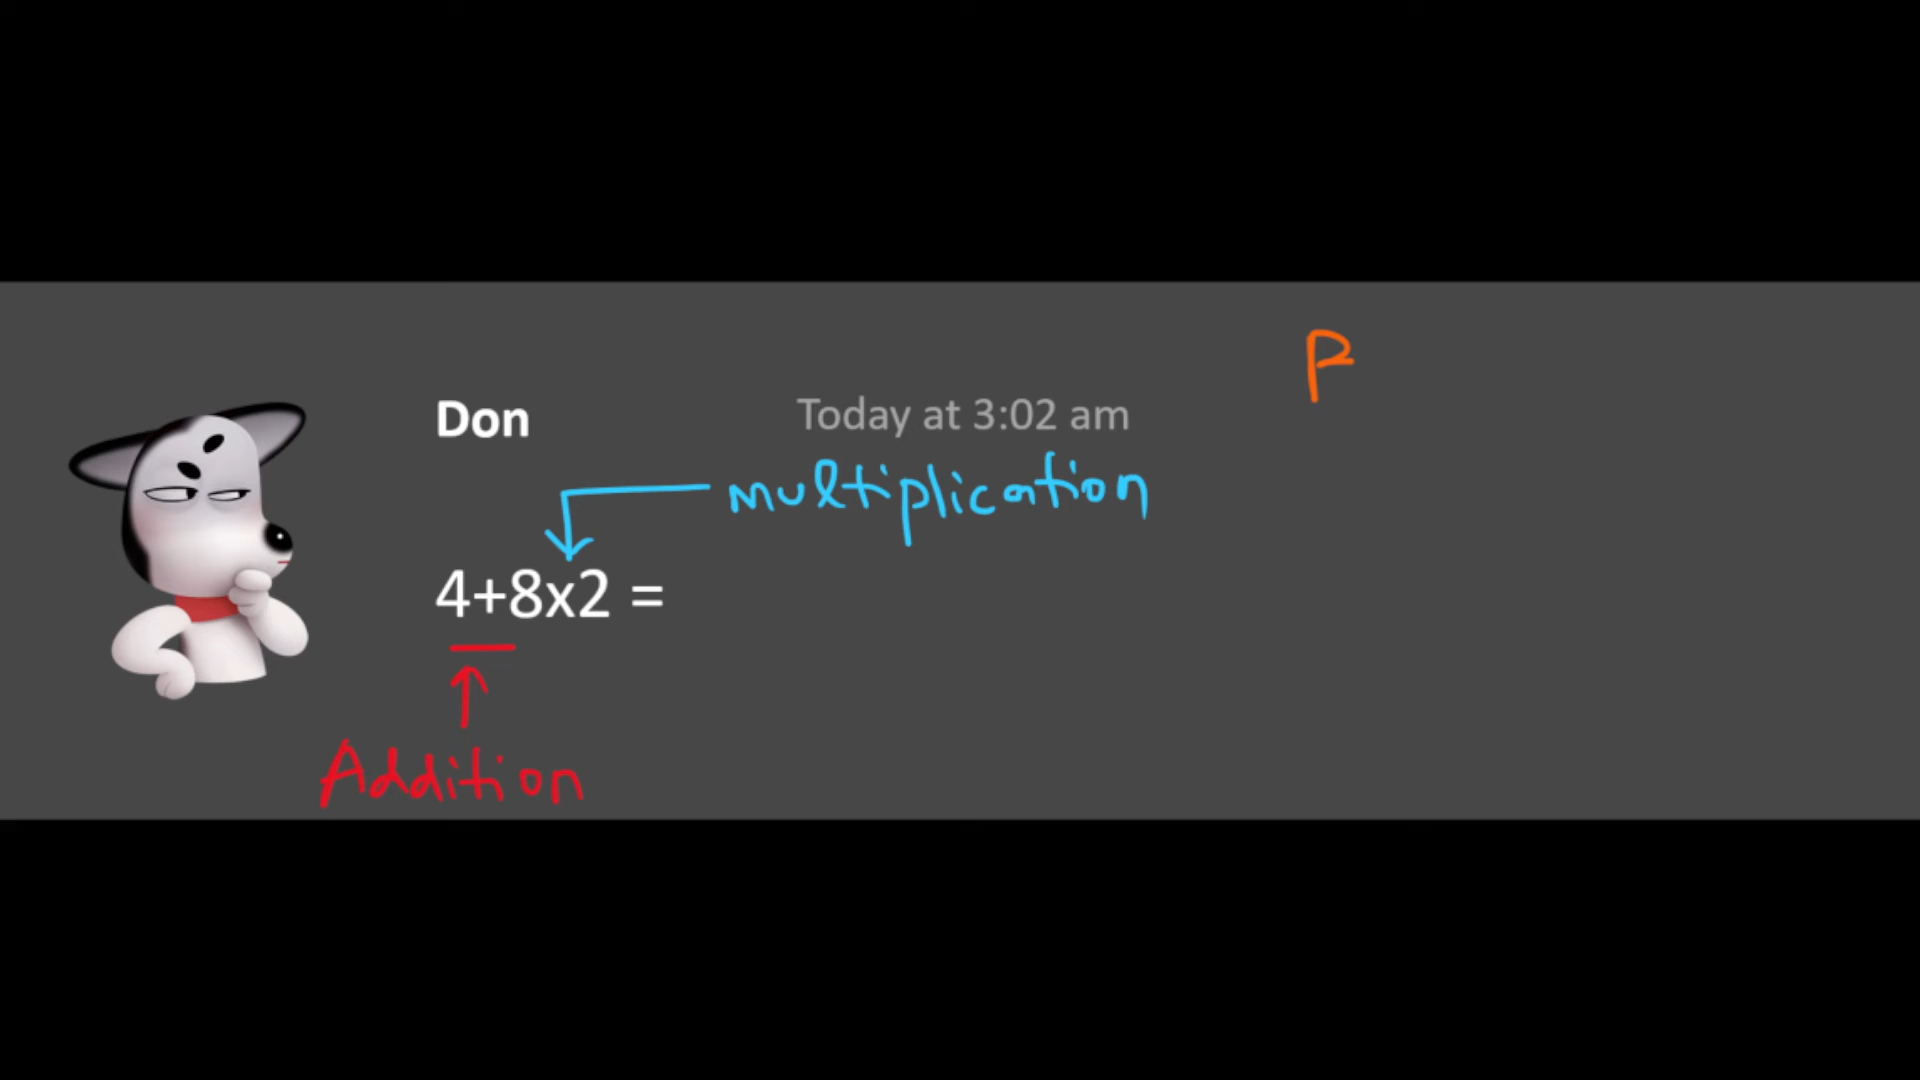 P
Don Today at 3:02 am
multiplication
4+8x2 =
Addition